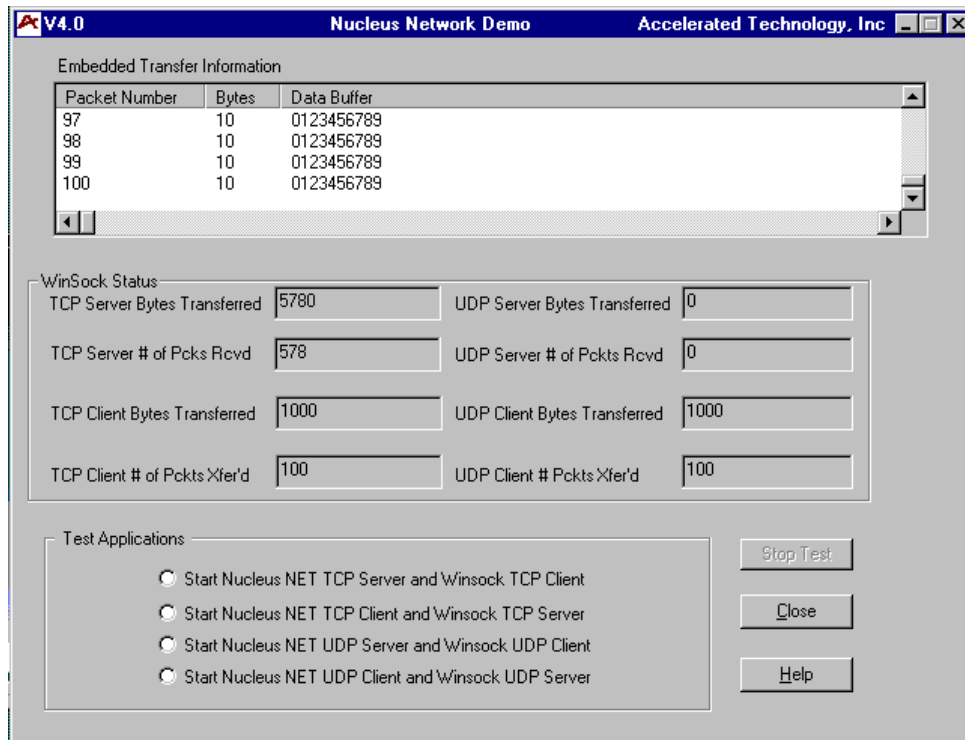 V4.0 Nucleus Network Demo Accelerated Technology, Inc
Embedded Transfer Information
Packet Number Bytes Data Buffer
97 10 0123456789
98 10 0123456789
99 10 0123456789
100 10 0123456789
WinSock Status
TCP Server Bytes Transferred 5780 UDP Server Bytes Transferred 0
TCP Server # of Pcks Rcvd 578 UDP Server # of Pckts Rcvd 0
TCP Client Bytes Transferred 1000 UDP Client Bytes Transferred 1000
TCP Client # of Pckts Xfer'd 100 UDP Client # Pckts Xfer'd 100
Test Applications
Start Nucleus NET TCP Server and Winsock TCP Client
Start Nucleus NET TCP Client and Winsock TCP Server
Start Nucleus NET UDP Server and Winsock UDP Client
Start Nucleus NET UDP Client and Winsock UDP Server
Stop Test
Close
Help